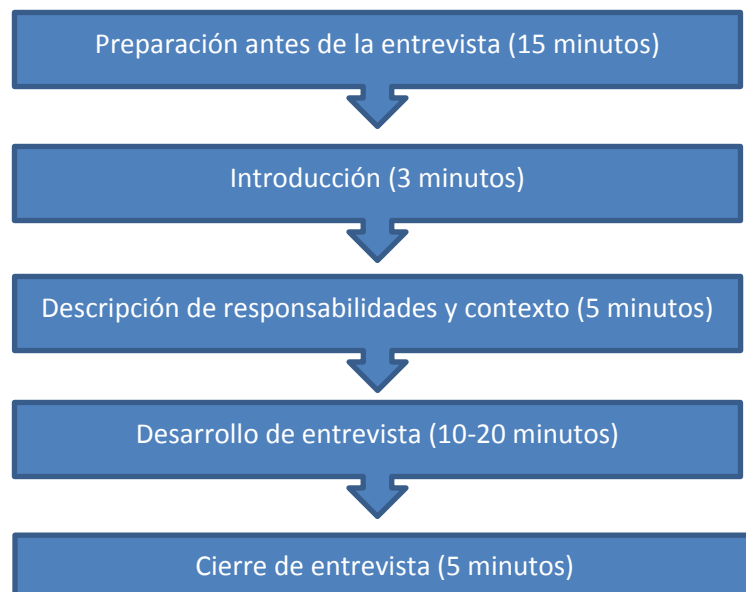 Preparación antes de la entrevista (15 minutos)
Introducción (3 minutos)
Descripción de responsabilidades y contexto (5 minutos)
Desarrollo de entrevista (10-20 minutos)
Cierre de entrevista (5 minutos)